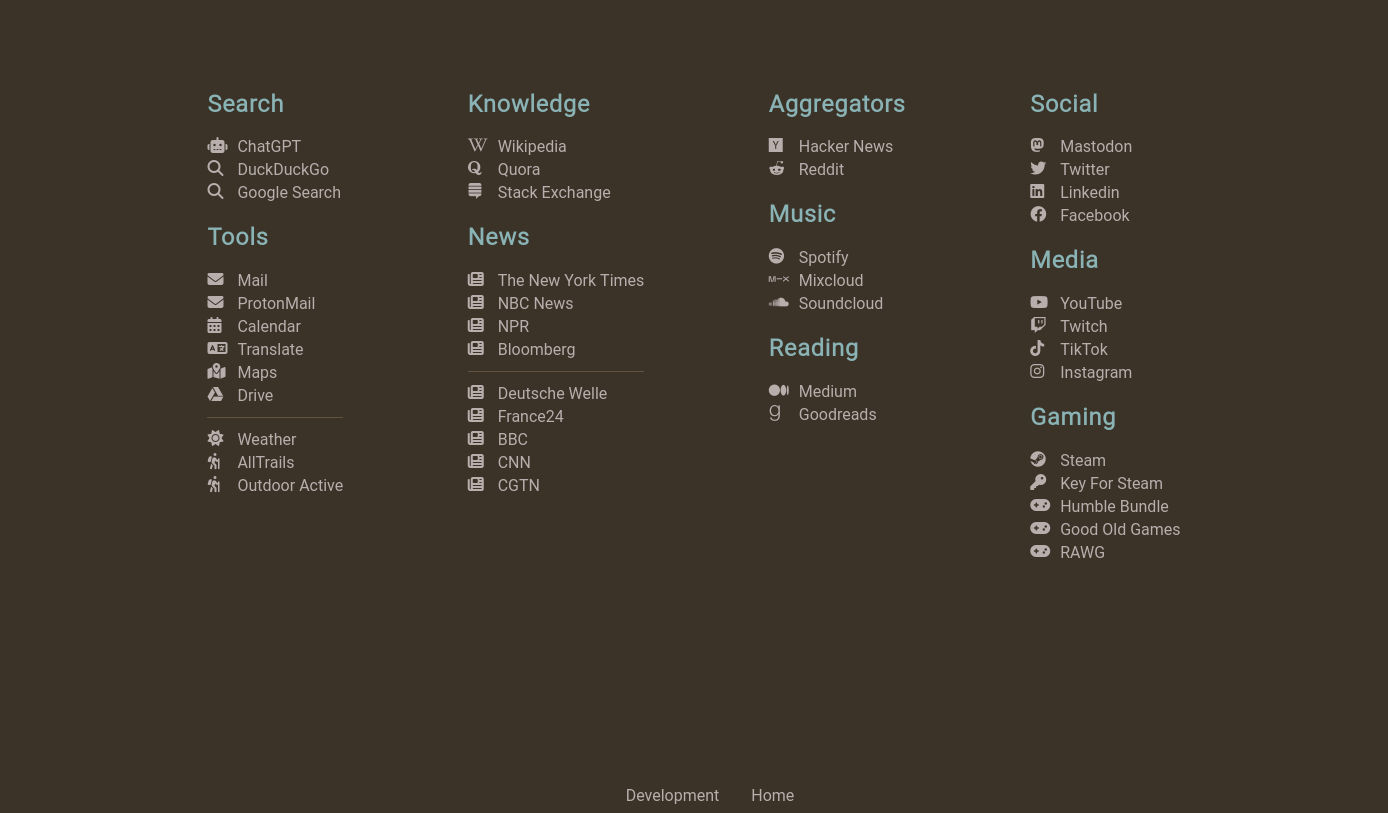 Search
ChatGPT
DuckDuckGo
Google Search
Tools
Mail
ProtonMail
Calendar
Translate
Maps
Drive
Weather
AllTrails
Outdoor Active
Knowledge
Wikipedia
Quora
Stack Exchange
News
The New York Times
NBC News
NPR
Bloomberg
Deutsche Welle
France24
BBC
CNN
CGTN
Aggregators
Hacker News
Reddit
Music
Spotify
Mixcloud
Soundcloud
Reading
Medium
Goodreads
Social
Mastodon
Twitter
Linkedin
Facebook
Media
YouTube
Twitch
TikTok
Instagram
Gaming
Steam
Key For Steam
Humble Bundle
Good Old Games
RAWG
Development Home